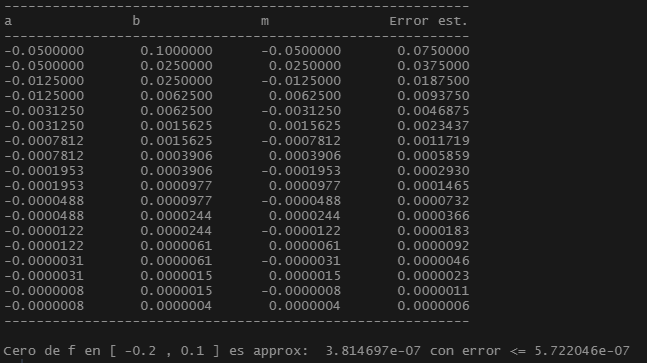 ----------------------------------------------------------
a               b               m               Error est.
----------------------------------------------------------
-0.0500000       0.1000000      -0.0500000       0.0750000
-0.0500000       0.0250000       0.0250000       0.0375000
-0.0125000       0.0250000      -0.0125000       0.0187500
-0.0125000       0.0062500       0.0062500       0.0093750
-0.0031250       0.0062500      -0.0031250       0.0046875
-0.0031250       0.0015625       0.0015625       0.0023437
-0.0007812       0.0015625      -0.0007812       0.0011719
-0.0007812       0.0003906       0.0003906       0.0005859
-0.0001953       0.0003906      -0.0001953       0.0002930
-0.0001953       0.0000977       0.0000977       0.0001465
-0.0000488       0.0000977      -0.0000488       0.0000732
-0.0000488       0.0000244       0.0000244       0.0000366
-0.0000122       0.0000244      -0.0000122       0.0000183
-0.0000122       0.0000061       0.0000061       0.0000092
-0.0000031       0.0000061      -0.0000031       0.0000046
-0.0000031       0.0000015       0.0000015       0.0000023
-0.0000008       0.0000015      -0.0000008       0.0000011
-0.0000008       0.0000004       0.0000004       0.0000006
----------------------------------------------------------
Cero de f en [ -0.2 , 0.1 ] es approx:  3.814697e-07 con error <= 5.722046e-07